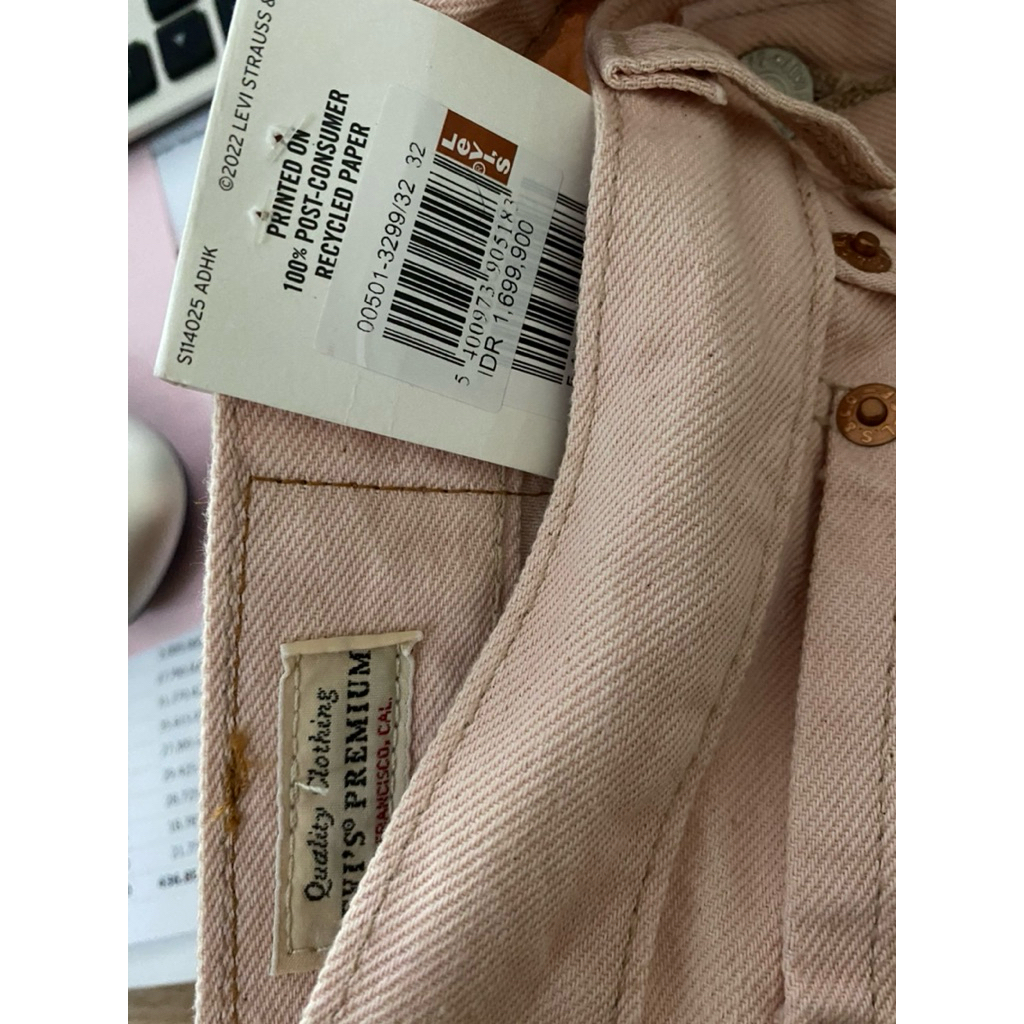 ©2022 LEVI STRAUSS &
S114025 ADHK
PRINTED ON
100% POST-CONSUMER
RECYCLED PAPER
Levi's®
00501-3299/32 32
5 400973 905183
IDR 1,699,900
Quality Clothing
EVI'S® PREMIUM
FRANCISCO, CAL.